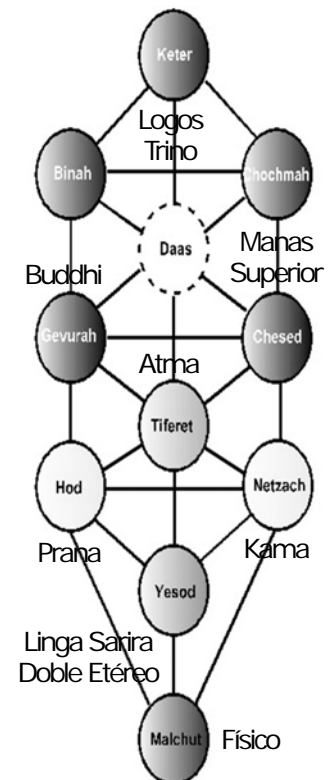 Keter
Logos
Trino
Binah
Chochmah
Daas
Manas
Superior
Buddhi
Gevurah
Chesed
Atma
Tiferet
Hod
Netzach
Prana
Kama
Yesod
Linga Sarira
Doble Etéreo
Malchut
Físico